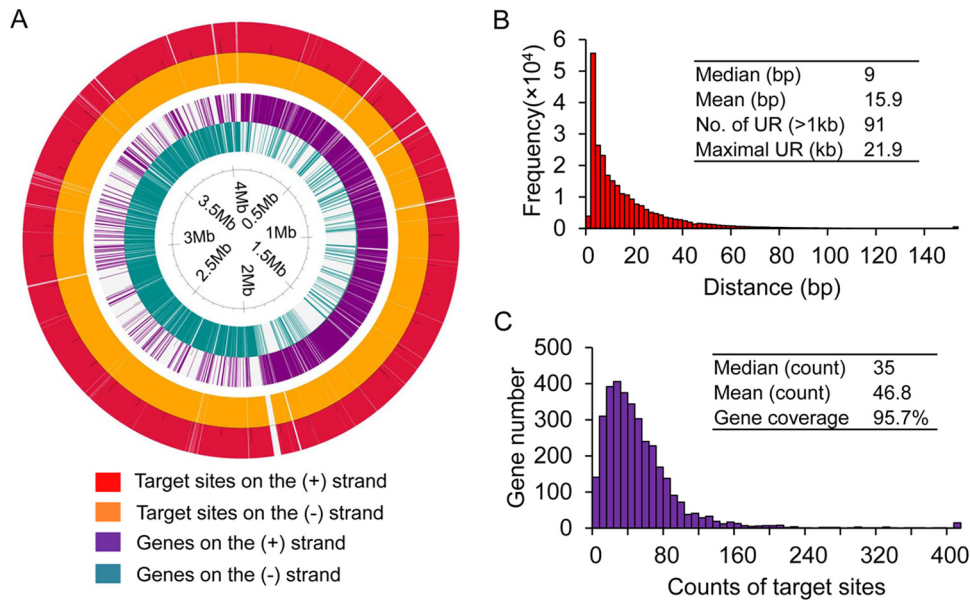 A
4Mb
0.5Mb
1Mb
1.5Mb
2Mb
2.5Mb
3Mb
3.5Mb
Target sites on the (+) strand
Target sites on the (-) strand
Genes on the (+) strand
Genes on the (-) strand
B
Frequency(×10⁴)
6
5
4
3
2
1
0
0 20 40 60 80 100 120 140
Distance (bp)
Median (bp) 9
Mean (bp) 15.9
No. of UR (>1kb) 91
Maximal UR (kb) 21.9
C
Gene number
500
400
300
200
100
0
0 80 160 240 320 400
Counts of target sites
Median (count) 35
Mean (count) 46.8
Gene coverage 95.7%